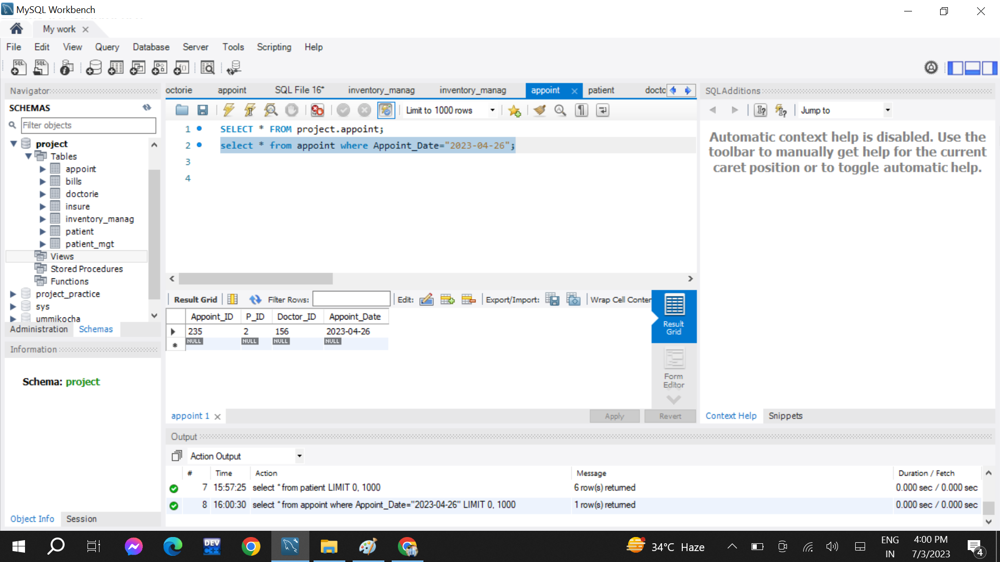 MySQL Workbench
My work
File Edit View Query Database Server Tools Scripting Help
Navigator
SCHEMAS
Filter objects
project
Tables
appoint
bills
doctorie
insure
inventory_manag
patient
patient_mgt
Views
Stored Procedures
Functions
project_practice
sys
ummikocha
Administration Schemas
Information
Schema: project
Object Info Session
octorie appoint SQL File 16* inventory_manag inventory_manag appoint patient docto
Limit to 1000 rows
1 SELECT * FROM project.appoint;
2 select * from appoint where Appoint_Date="2023-04-26";
3
4
Result Grid Filter Rows: Edit: Export/Import: Wrap Cell Conter
Appoint_ID P_ID Doctor_ID Appoint_Date
235 2 156 2023-04-26
NULL NULL NULL NULL
Result
Grid
Form
Editor
appoint 1 Apply Revert
SQLAdditions
Jump to
Automatic context help is disabled. Use the
toolbar to manually get help for the current
caret position or to toggle automatic help.
Context Help Snippets
Output
Action Output
# Time Action Message Duration / Fetch
7 15:57:25 select * from patient LIMIT 0, 1000 6 row(s) returned 0.000 sec / 0.000 sec
8 16:00:30 select * from appoint where Appoint_Date="2023-04-26" LIMIT 0, 1000 1 row(s) returned 0.000 sec / 0.000 sec
DEV
C++
34°C Haze
ENG
IN
4:00 PM
7/3/2023
4